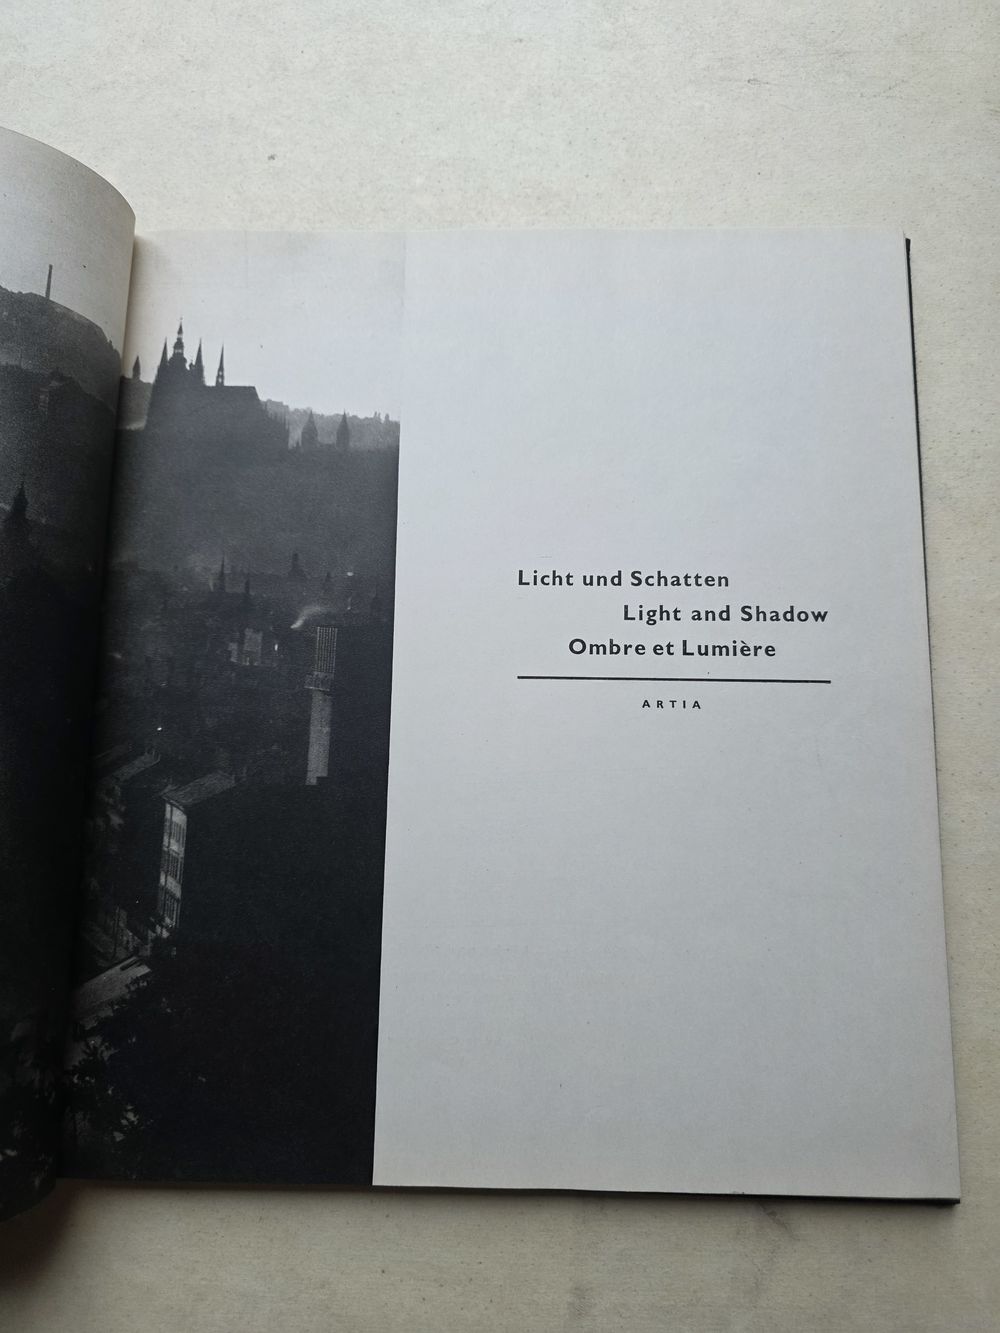 Licht und Schatten
Light and Shadow
Ombre et Lumière
ARTIA